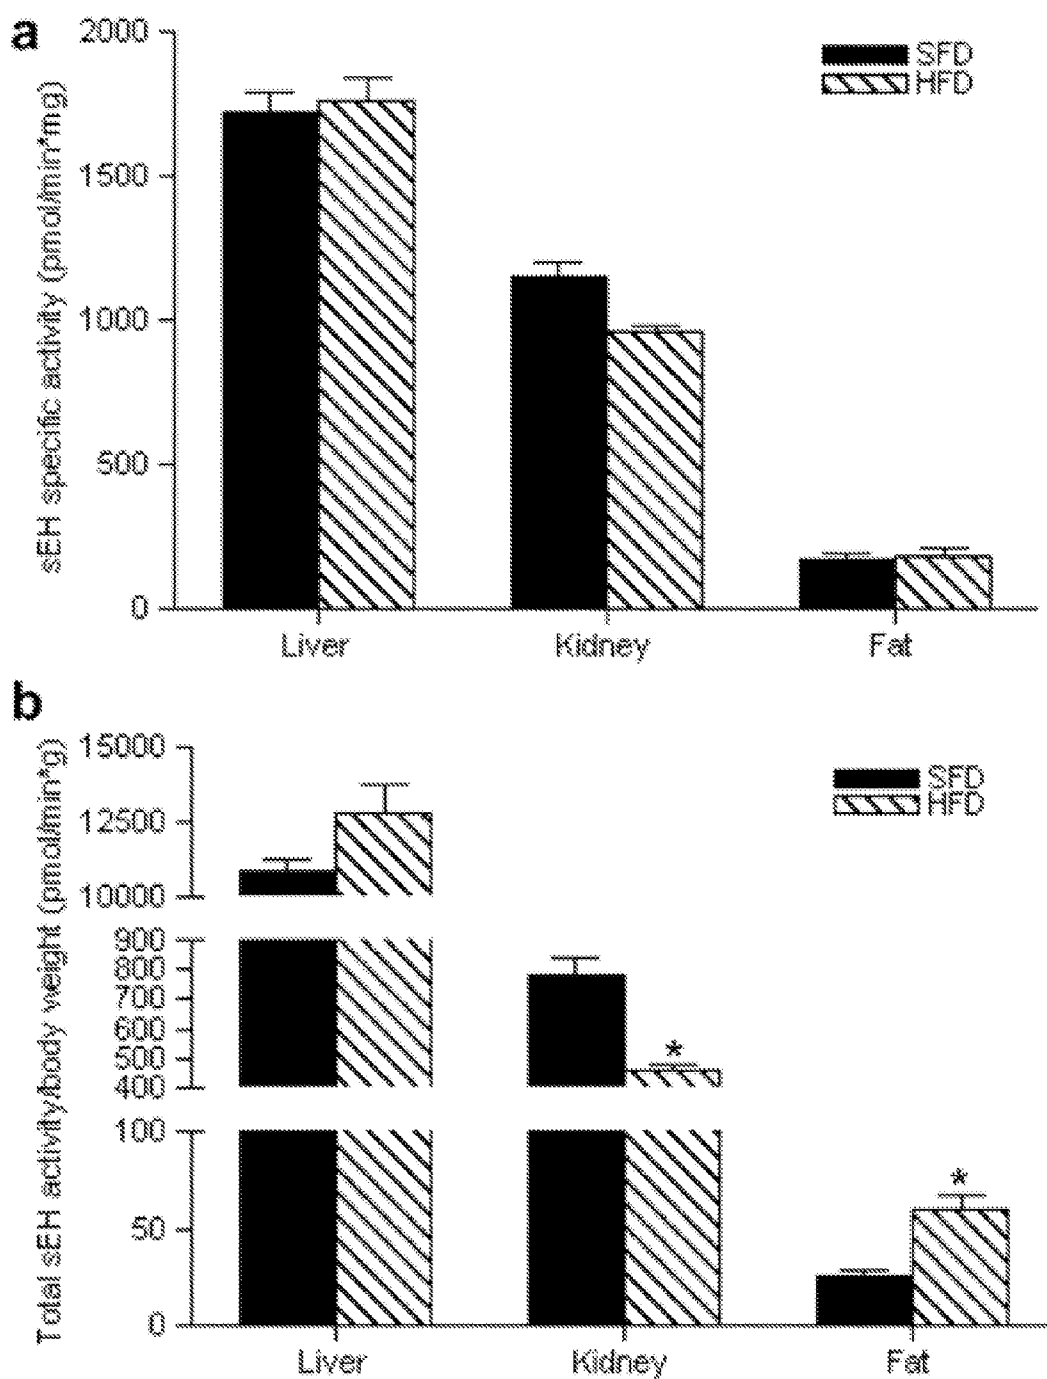 a
sEH specific activity (pmol/min*mg)
2000
1500
1000
500
0
SFD
HFD
Liver Kidney Fat
b
Total sEH activity/body weight (pmol/min*g)
15000
12500
10000
900
800
700
600
500
400
100
50
0
SFD
HFD
*
*
Liver Kidney Fat